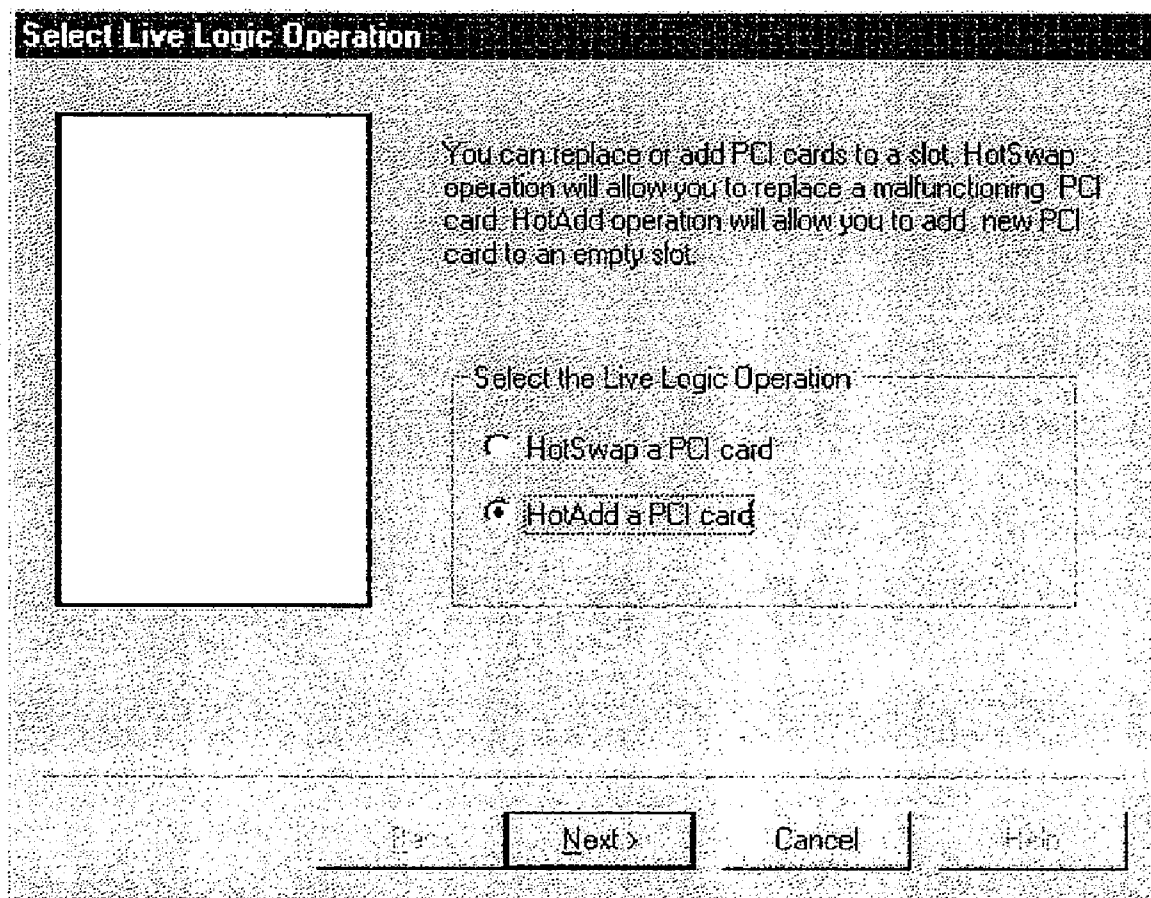 Select Live Logic Operation
You can replace or add PCI cards to a slot. HotSwap
operation will allow you to replace a malfunctioning PCI
card. HotAdd operation will allow you to add new PCI
card to an empty slot.
Select the Live Logic Operation
HotSwap a PCI card
HotAdd a PCI card
Next >
Cancel
Help